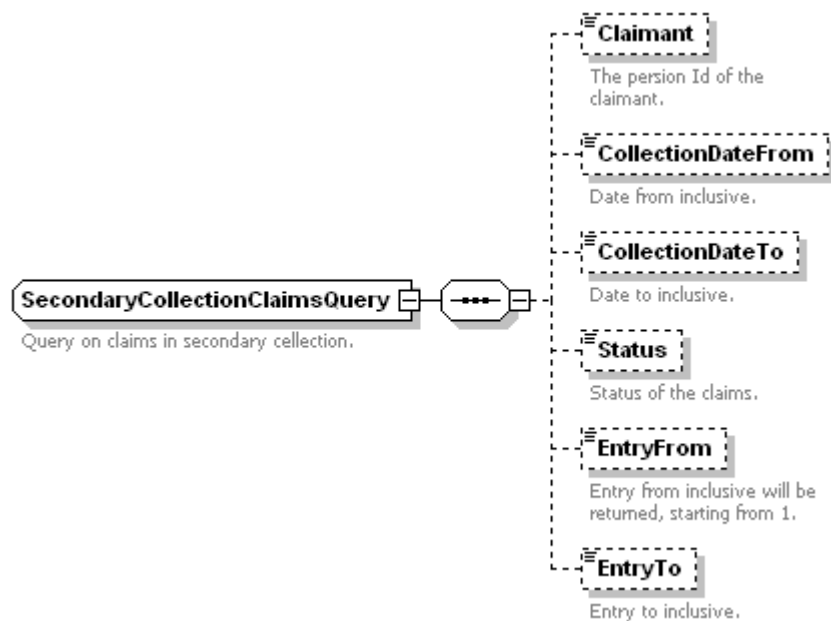 Claimant
The persion Id of the
claimant.
CollectionDateFrom
Date from inclusive.
CollectionDateTo
Date to inclusive.
SecondaryCollectionClaimsQuery
Query on claims in secondary cellection.
Status
Status of the claims.
EntryFrom
Entry from inclusive will be
returned, starting from 1.
EntryTo
Entry to inclusive.